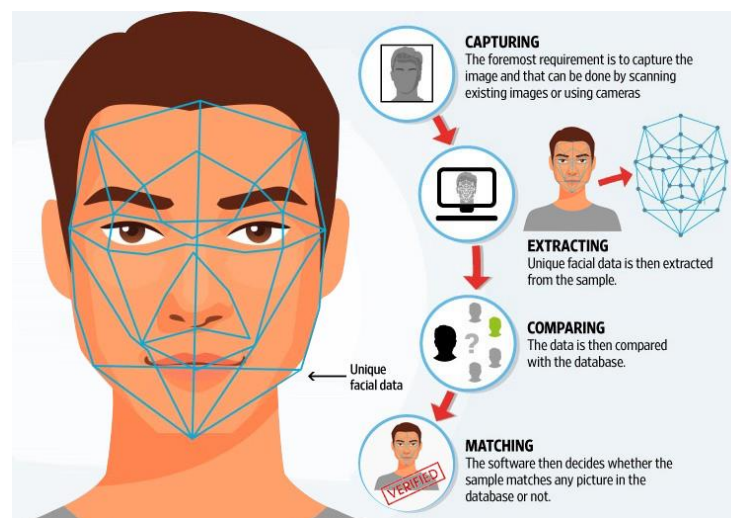 CAPTURING
The foremost requirement is to capture the
image and that can be done by scanning
existing images or using cameras
EXTRACTING
Unique facial data is then extracted
from the sample.
Unique
facial data
COMPARING
The data is then compared
with the database.
?
MATCHING
The software then decides whether the
sample matches any picture in the
database or not.
VERIFIED